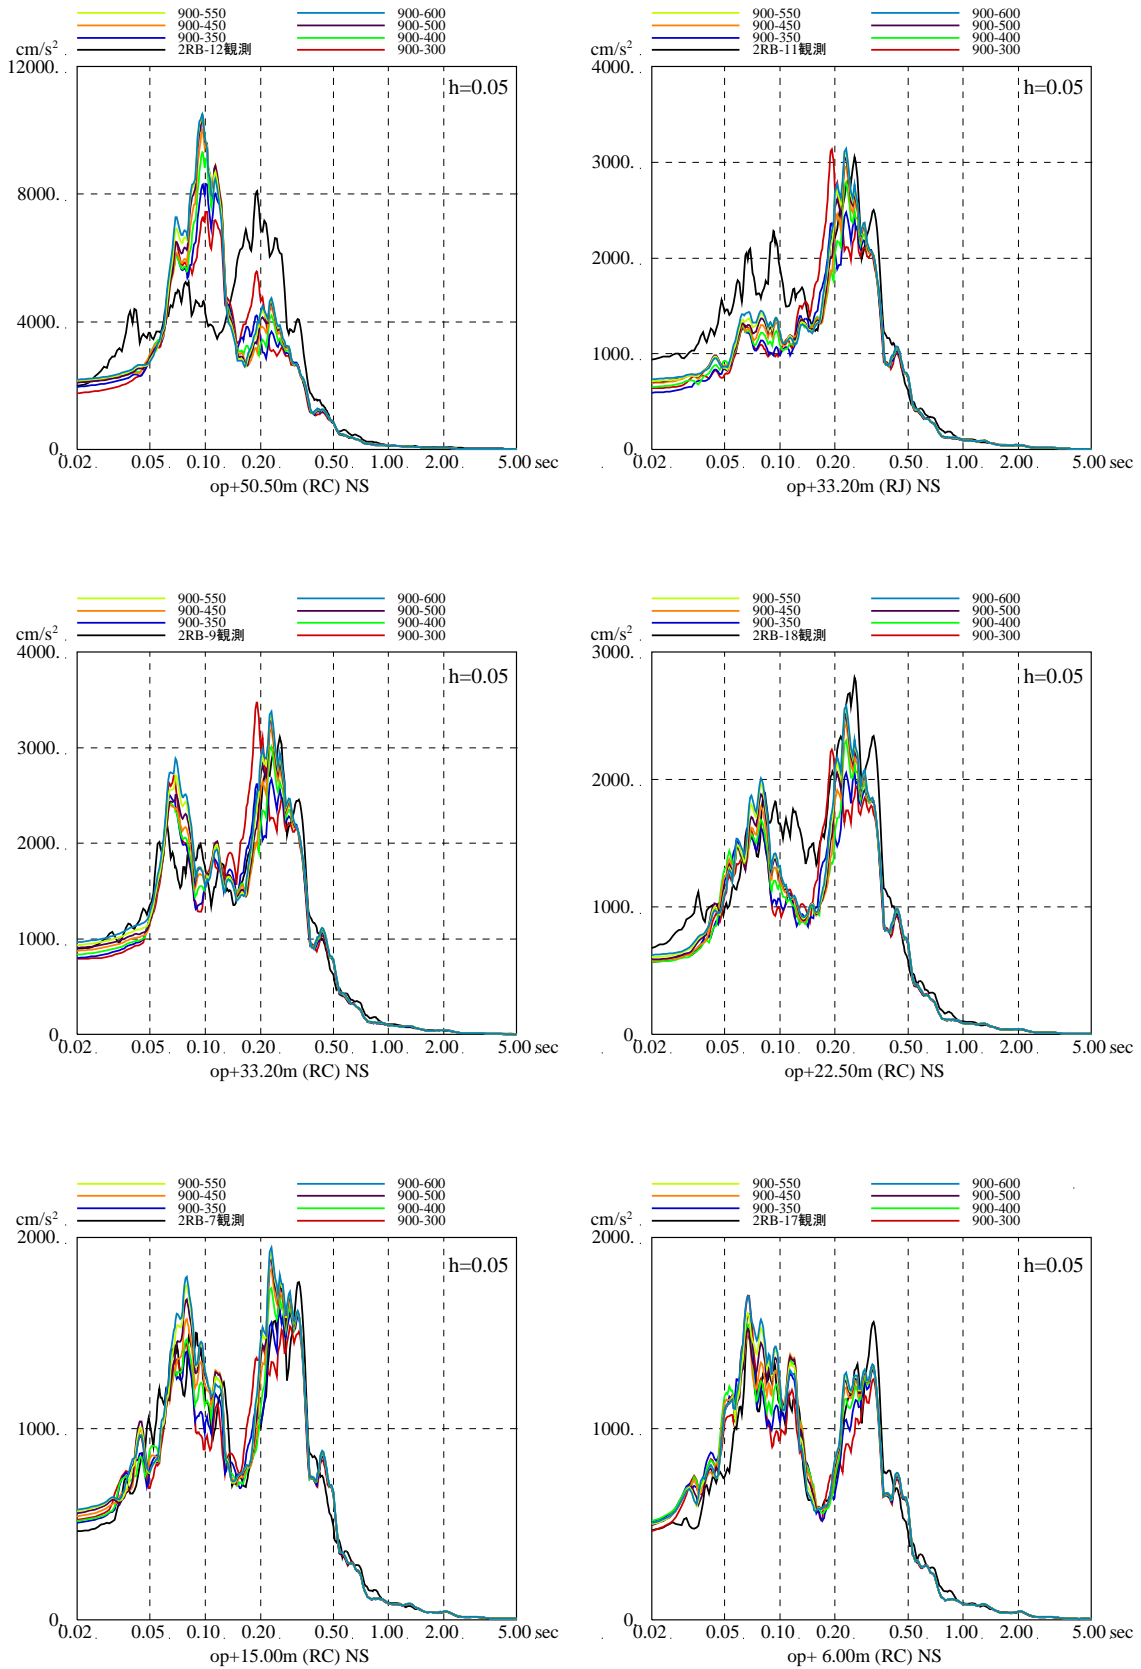 900-550
900-450
900-350
2RB-12観測
900-600
900-500
900-400
900-300
cm/s²
h=0.05
12000.
8000.
4000.
0.
0.02 0.05 0.10 0.20 0.50 1.00 2.00 5.00 sec
op+50.50m (RC) NS
900-550
900-450
900-350
2RB-11観測
900-600
900-500
900-400
900-300
cm/s²
h=0.05
4000.
3000.
2000.
1000.
0.
0.02 0.05 0.10 0.20 0.50 1.00 2.00 5.00 sec
op+33.20m (RJ) NS
900-550
900-450
900-350
2RB-9観測
900-600
900-500
900-400
900-300
cm/s²
h=0.05
4000.
3000.
2000.
1000.
0.
0.02 0.05 0.10 0.20 0.50 1.00 2.00 5.00 sec
op+33.20m (RC) NS
900-550
900-450
900-350
2RB-18観測
900-600
900-500
900-400
900-300
cm/s²
h=0.05
3000.
2000.
1000.
0.
0.02 0.05 0.10 0.20 0.50 1.00 2.00 5.00 sec
op+22.50m (RC) NS
900-550
900-450
900-350
2RB-7観測
900-600
900-500
900-400
900-300
cm/s²
h=0.05
2000.
1000.
0.
0.02 0.05 0.10 0.20 0.50 1.00 2.00 5.00 sec
op+15.00m (RC) NS
900-550
900-450
900-350
2RB-17観測
900-600
900-500
900-400
900-300
cm/s²
h=0.05
2000.
1000.
0.
0.02 0.05 0.10 0.20 0.50 1.00 2.00 5.00 sec
op+ 6.00m (RC) NS